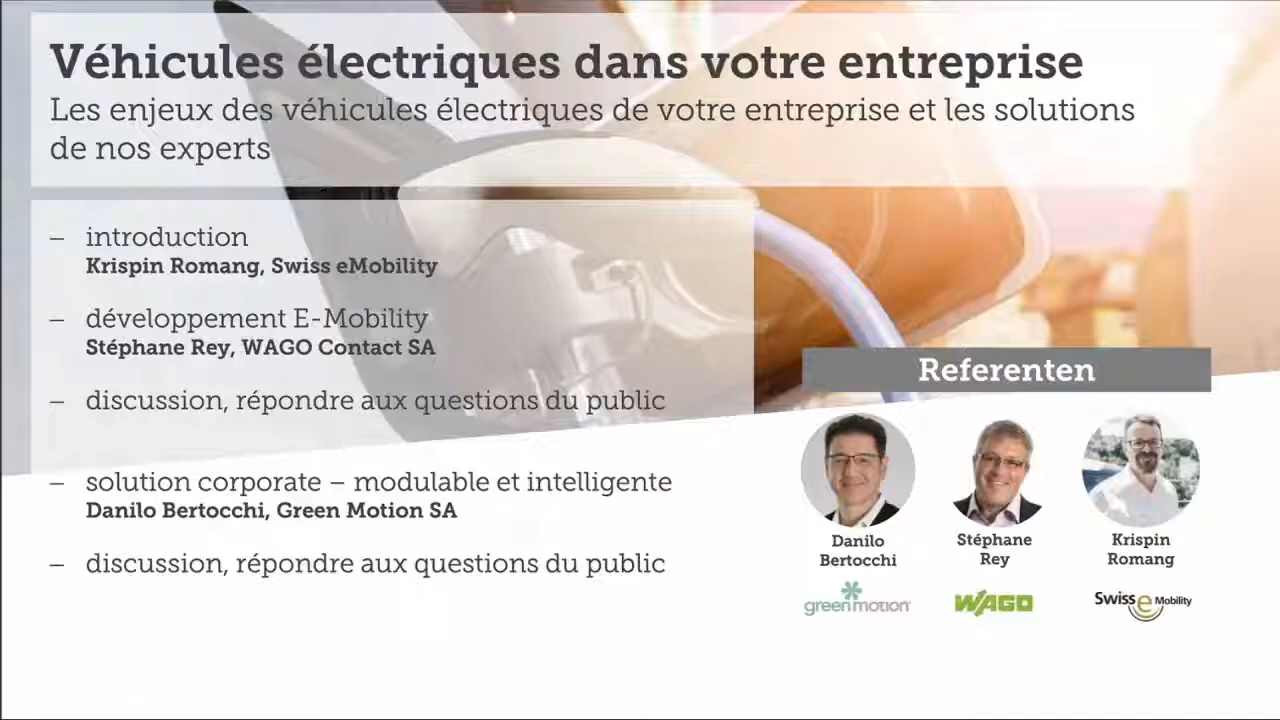 Véhicules électriques dans votre entreprise
Les enjeux des véhicules électriques de votre entreprise et les solutions
de nos experts
– introduction
Krispin Romang, Swiss eMobility
– développement E-Mobility
Stéphane Rey, WAGO Contact SA
– discussion, répondre aux questions du public
– solution corporate – modulable et intelligente
Danilo Bertocchi, Green Motion SA
– discussion, répondre aux questions du public
Referenten
Danilo
Bertocchi
Stéphane
Rey
Krispin
Romang
greenmotion
WAGO
Swiss eMobility